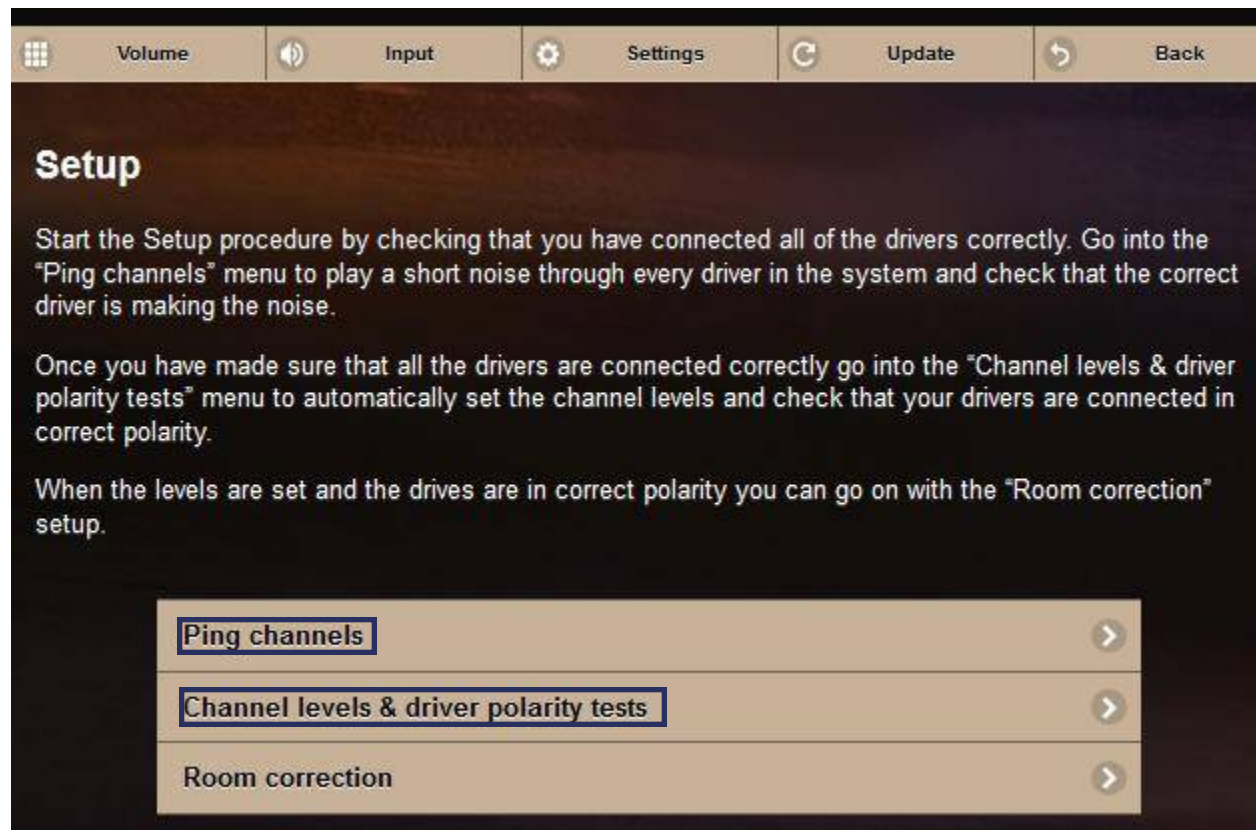 Volume
Input
Settings
Update
Back
Setup
Start the Setup procedure by checking that you have connected all of the drivers correctly. Go into the
“Ping channels” menu to play a short noise through every driver in the system and check that the correct
driver is making the noise.
Once you have made sure that all the drivers are connected correctly go into the “Channel levels & driver
polarity tests” menu to automatically set the channel levels and check that your drivers are connected in
correct polarity.
When the levels are set and the drives are in correct polarity you can go on with the “Room correction”
setup.
Ping channels
Channel levels & driver polarity tests
Room correction